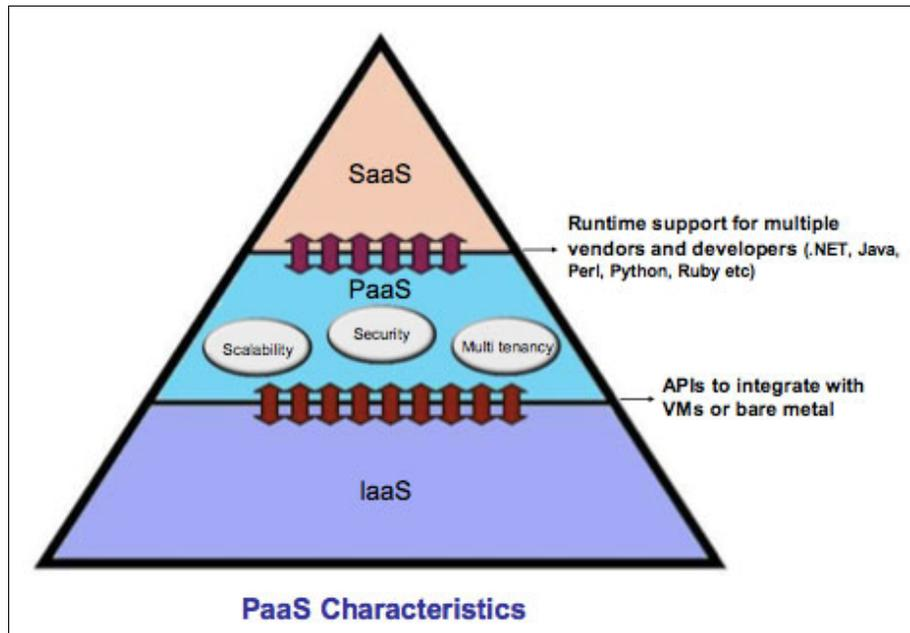 SaaS
Runtime support for multiple
vendors and developers (.NET, Java,
Perl, Python, Ruby etc)
PaaS
Scalability
Security
Multi tenancy
APIs to integrate with
VMs or bare metal
IaaS
PaaS Characteristics